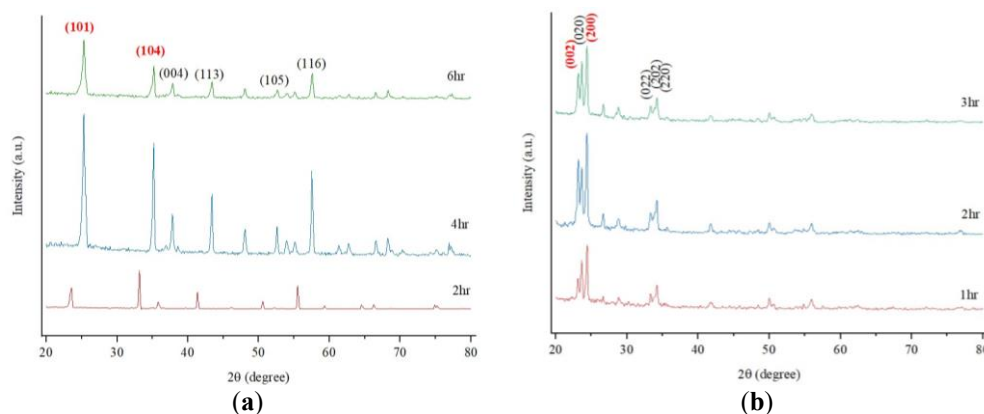 (101)
(104)
(004)
(113)
(105)
(116)
6hr
4hr
2hr
Intensity (a.u.)
20 30 40 50 60 70 80
2θ (degree)
(a)
(002)
(020)
(200)
(022)
(202)
(220)
3hr
2hr
1hr
Intensity (a.u.)
20 30 40 50 60 70 80
2θ (degree)
(b)